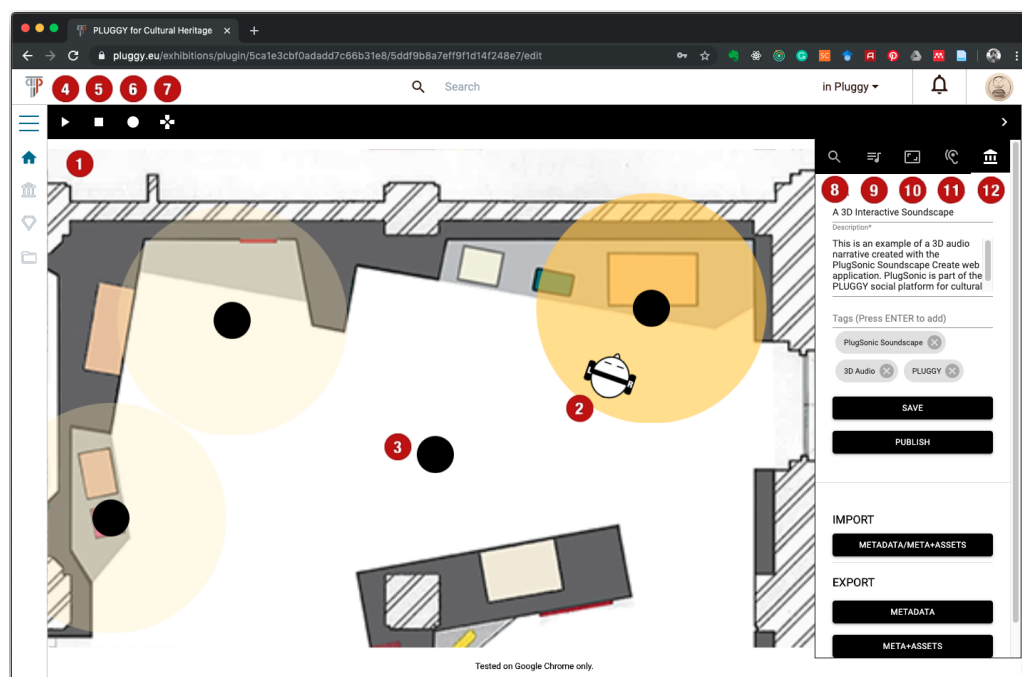 PLUGGY for Cultural Heritage
pluggy.eu/exhibitions/plugin/5ca1e3cbf0adadd7c66b31e8/5ddf9b8a7eff9f1d14f248e7/edit
4 5 6 7
Search
in Pluggy
1
8 9 10 11 12
A 3D Interactive Soundscape
Description*
This is an example of a 3D audio
narrative created with the
PlugSonic Soundscape Create web
application. PlugSonic is part of the
PLUGGY social platform for cultural
Tags (Press ENTER to add)
PlugSonic Soundscape
3D Audio PLUGGY
L R
2
3
SAVE
PUBLISH
IMPORT
METADATA/META+ASSETS
EXPORT
METADATA
META+ASSETS
Tested on Google Chrome only.